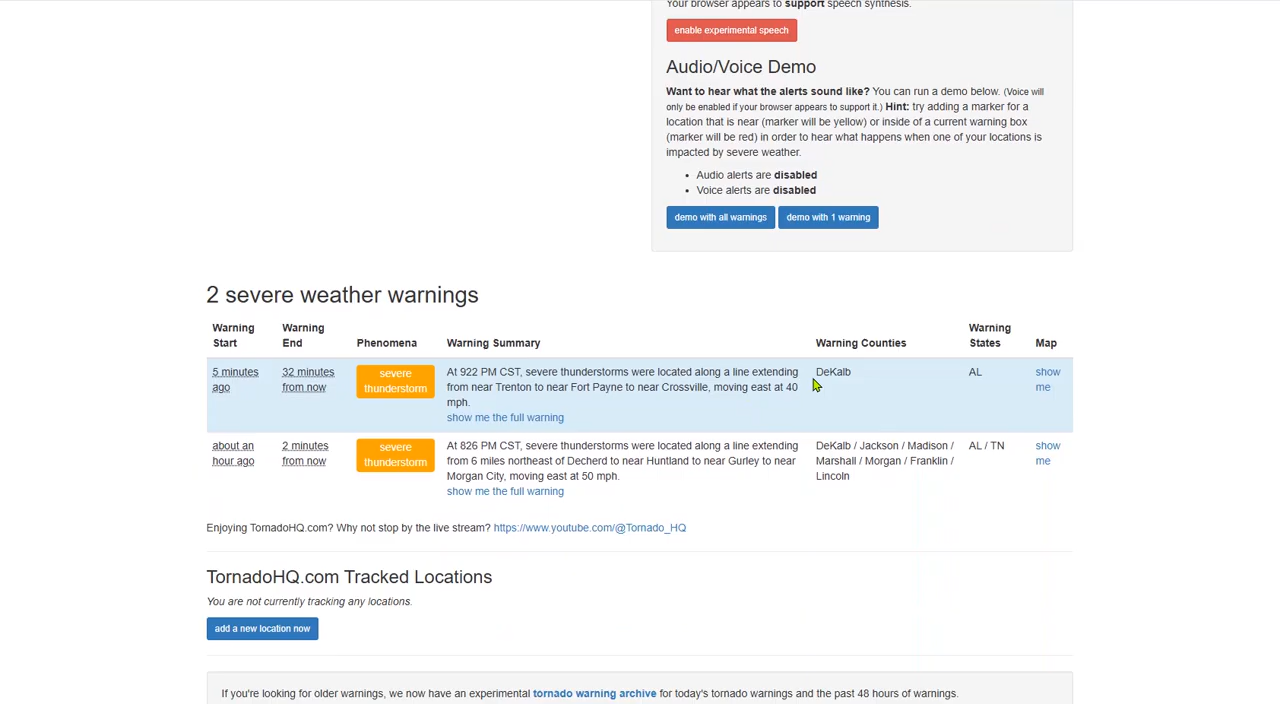 Your browser appears to support speech synthesis.
enable experimental speech
Audio/Voice Demo
Want to hear what the alerts sound like? You can run a demo below. (Voice will
only be enabled if your browser appears to support it.) Hint: try adding a marker for a
location that is near (marker will be yellow) or inside of a current warning box
(marker will be red) in order to hear what happens when one of your locations is
impacted by severe weather.
• Audio alerts are disabled
• Voice alerts are disabled
demo with all warnings demo with 1 warning
2 severe weather warnings
Warning Start Warning End Phenomena Warning Summary Warning Counties Warning States Map
5 minutes ago
32 minutes from now
severe thunderstorm
At 922 PM CST, severe thunderstorms were located along a line extending
from near Trenton to near Fort Payne to near Crossville, moving east at 40
mph.
show me the full warning
DeKalb
AL
show me
about an hour ago
2 minutes from now
severe thunderstorm
At 826 PM CST, severe thunderstorms were located along a line extending
from 6 miles northeast of Decherd to near Huntland to near Gurley to near
Morgan City, moving east at 50 mph.
show me the full warning
DeKalb / Jackson / Madison /
Marshall / Morgan / Franklin /
Lincoln
AL / TN
show me
Enjoying TornadoHQ.com? Why not stop by the live stream? https://www.youtube.com/@Tornado_HQ
TornadoHQ.com Tracked Locations
You are not currently tracking any locations.
add a new location now
If you're looking for older warnings, we now have an experimental tornado warning archive for today's tornado warnings and the past 48 hours of warnings.